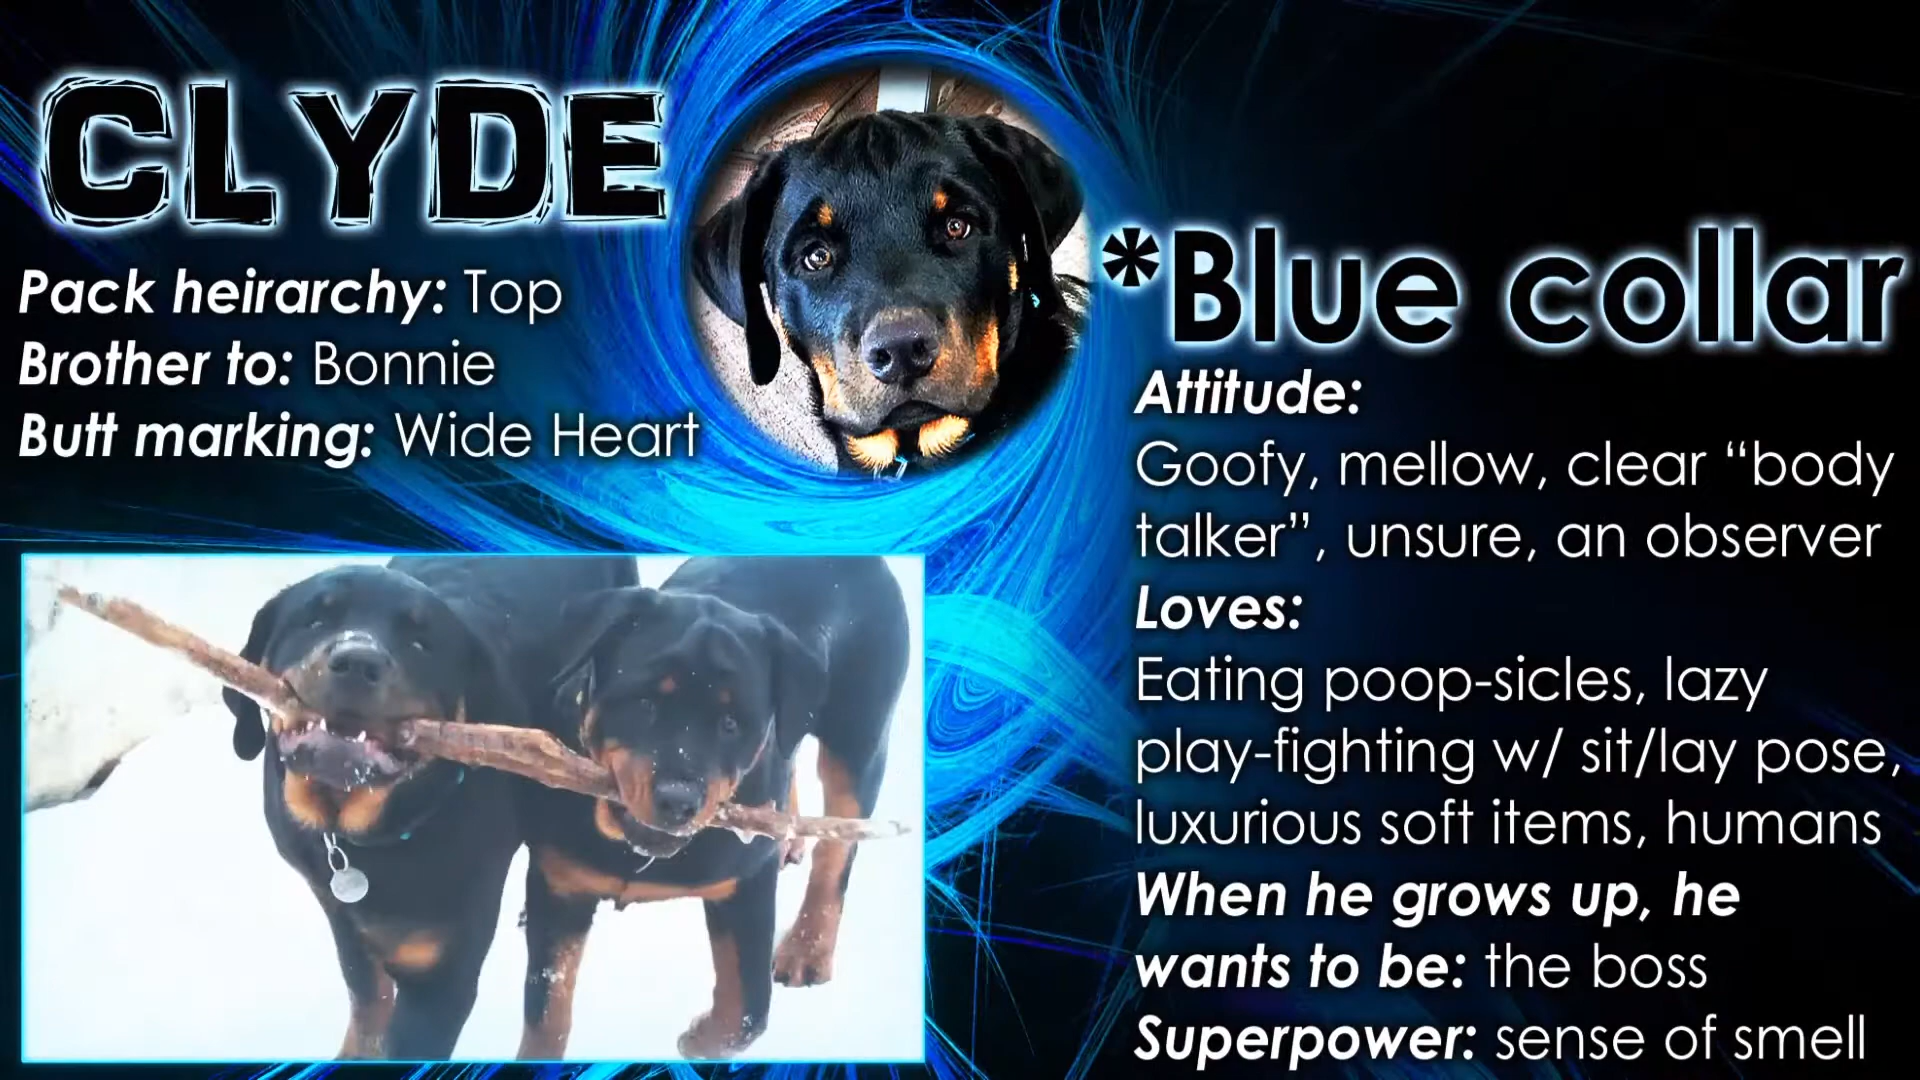 CLYDE
Pack heirarchy: Top
Brother to: Bonnie
Butt marking: Wide Heart
*Blue collar
Attitude:
Goofy, mellow, clear “body
talker”, unsure, an observer
Loves:
Eating poop-sicles, lazy
play-fighting w/ sit/lay pose,
luxurious soft items, humans
When he grows up, he
wants to be: the boss
Superpower: sense of smell